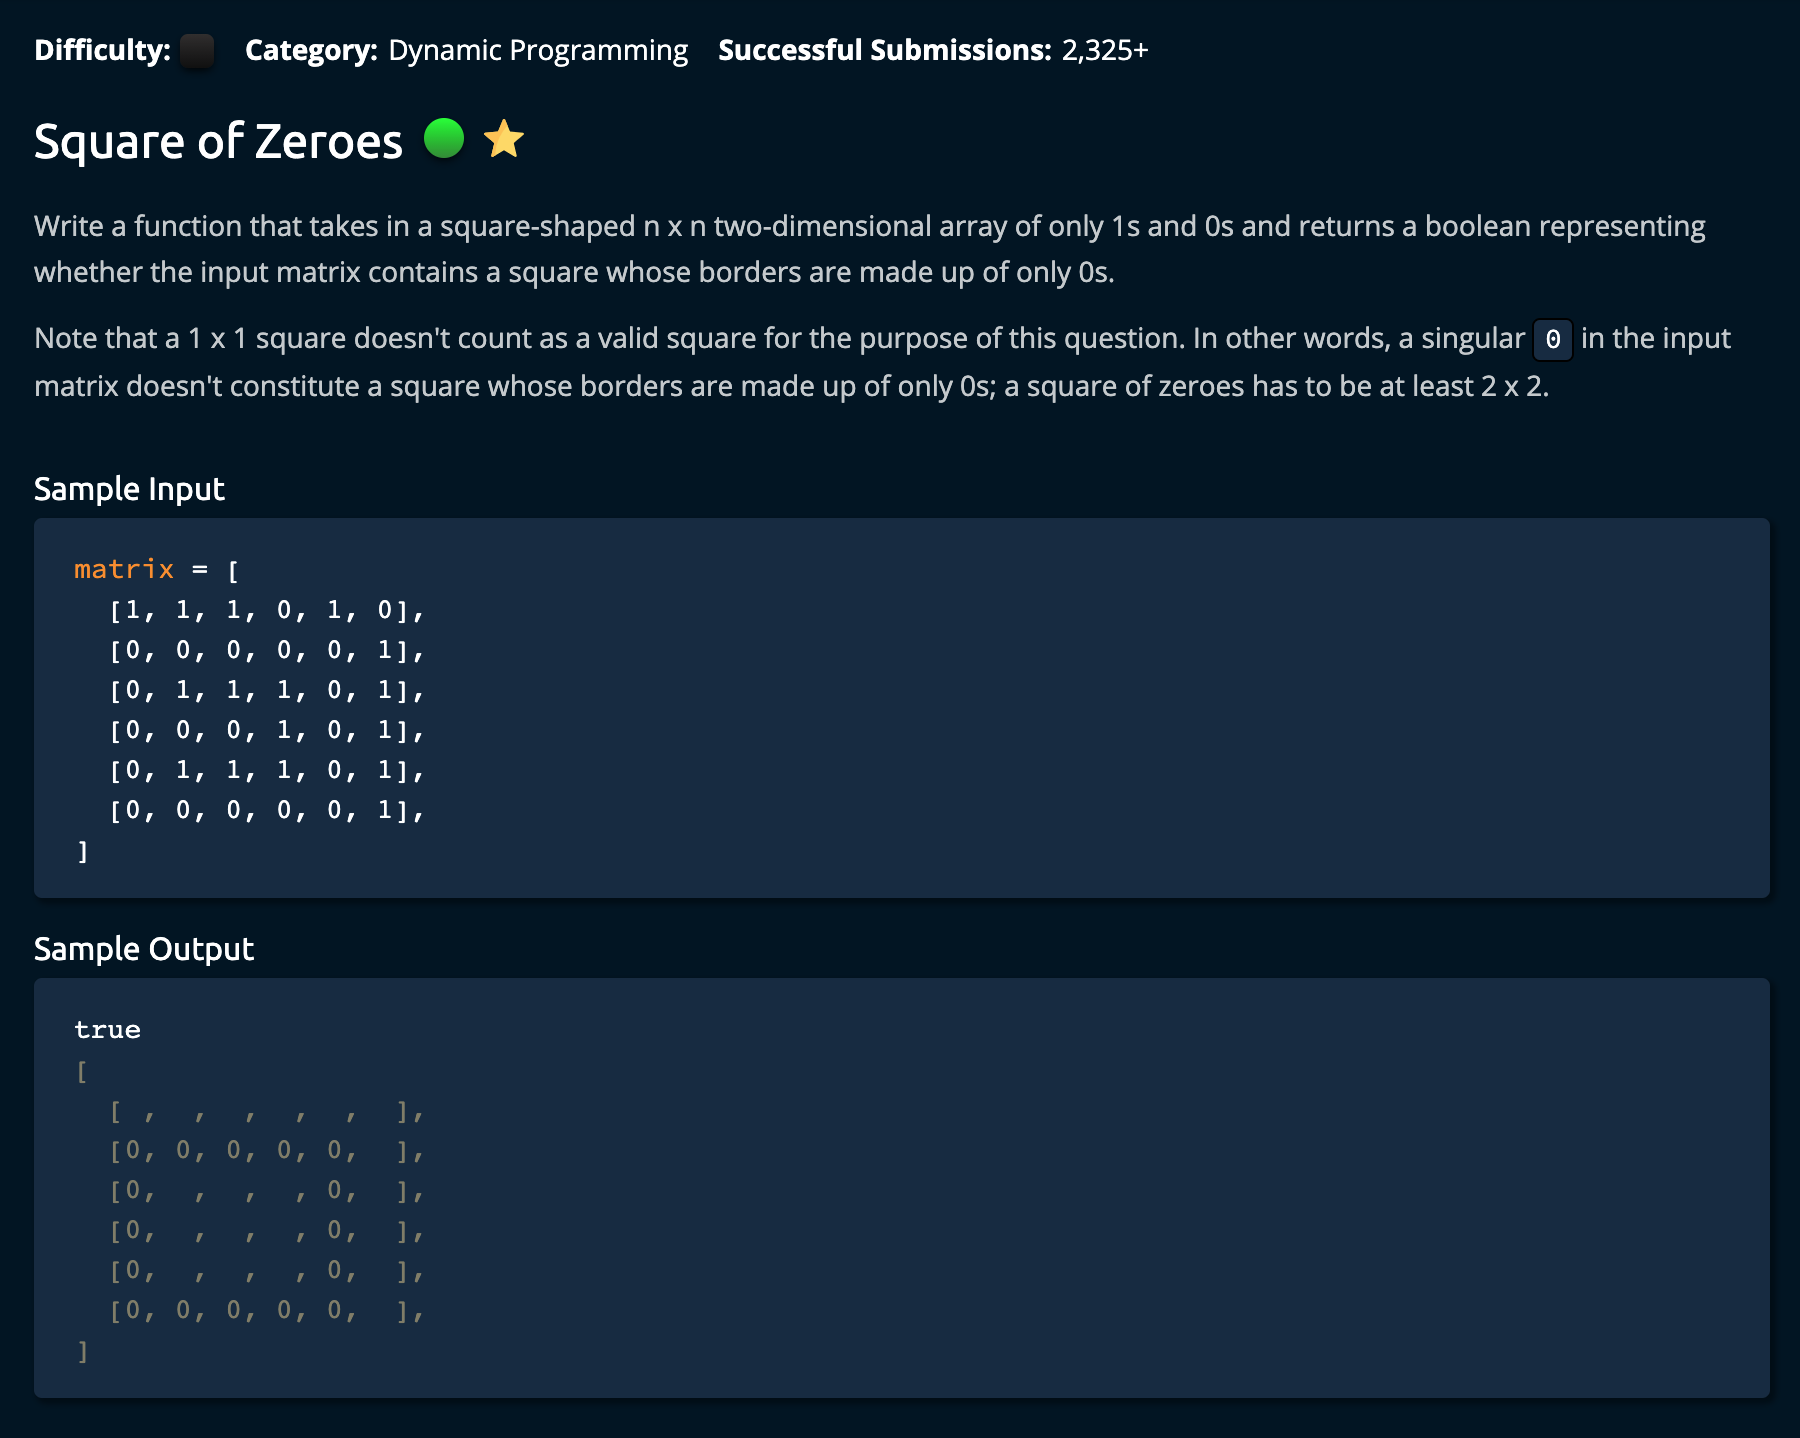 Difficulty: Category: Dynamic Programming Successful Submissions: 2,325+
Square of Zeroes
Write a function that takes in a square-shaped n x n two-dimensional array of only 1s and 0s and returns a boolean representing
whether the input matrix contains a square whose borders are made up of only 0s.
Note that a 1 x 1 square doesn't count as a valid square for the purpose of this question. In other words, a singular 0 in the input
matrix doesn't constitute a square whose borders are made up of only 0s; a square of zeroes has to be at least 2 x 2.
Sample Input
matrix = [
  [1, 1, 1, 0, 1, 0],
  [0, 0, 0, 0, 0, 1],
  [0, 1, 1, 1, 0, 1],
  [0, 0, 0, 1, 0, 1],
  [0, 1, 1, 1, 0, 1],
  [0, 0, 0, 0, 0, 1],
]
Sample Output
true
[
  [ ,  ,  ,  ,  ,  ],
  [0, 0, 0, 0, 0,  ],
  [0,  ,  ,  , 0,  ],
  [0,  ,  ,  , 0,  ],
  [0,  ,  ,  , 0,  ],
  [0, 0, 0, 0, 0,  ],
]